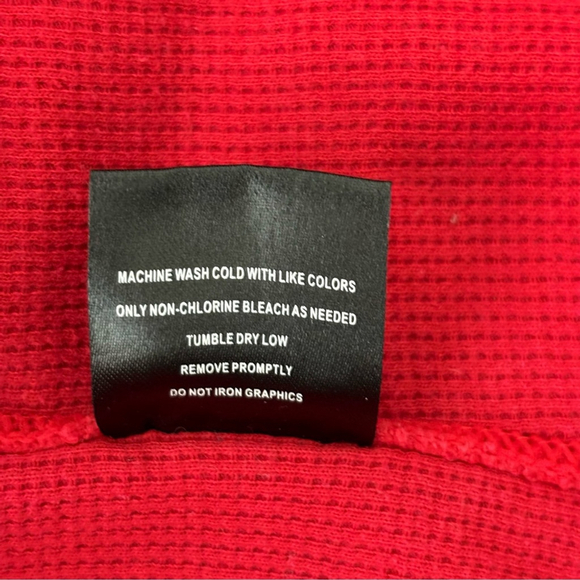 MACHINE WASH COLD WITH LIKE COLORS
ONLY NON-CHLORINE BLEACH AS NEEDED
TUMBLE DRY LOW
REMOVE PROMPTLY
DO NOT IRON GRAPHICS